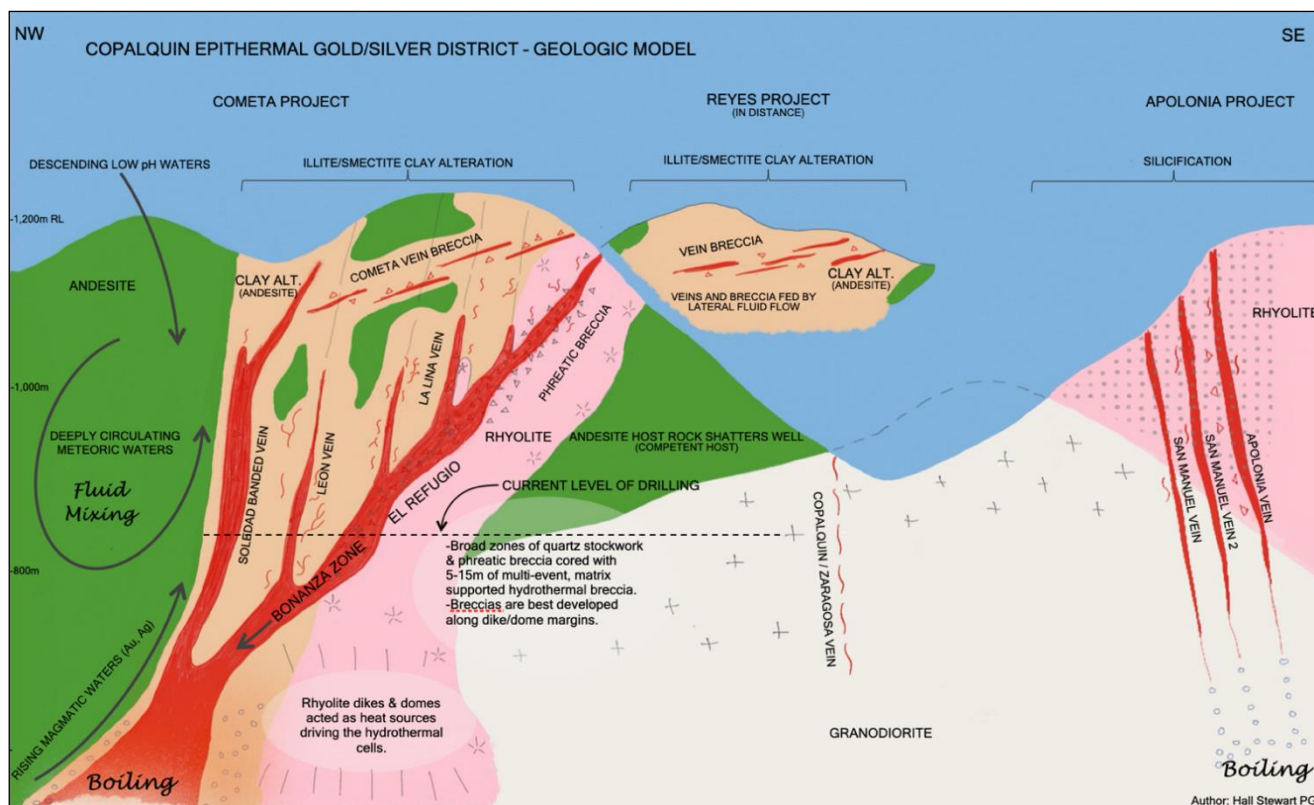 NW
SE
COPALQUIN EPITHERMAL GOLD/SILVER DISTRICT - GEOLOGIC MODEL
COMETA PROJECT
REYES PROJECT
(IN DISTANCE)
APOLONIA PROJECT
DESCENDING LOW pH WATERS
ILLITE/SMECTITE CLAY ALTERATION
ILLITE/SMECTITE CLAY ALTERATION
SILICIFICATION
-1,200m RL
ANDESITE
CLAY ALT.
(ANDESITE)
COMETA VEIN BRECCIA
VEIN BRECCIA
CLAY ALT.
(ANDESITE)
VEINS AND BRECCIA FED BY
LATERAL FLUID FLOW
RHYOLITE
-1,000m
LA LINA VEIN
PHREATIC BRECCIA
RHYOLITE
DEEPLY CIRCULATING
METEORIC WATERS
Fluid
Mixing
SOLEDAD BANDED VEIN
LEON VEIN
EL REFUGIO
ANDESITE HOST ROCK SHATTERS WELL
(COMPETENT HOST)
CURRENT LEVEL OF DRILLING
SAN MANUEL VEIN
SAN MANUEL VEIN 2
APOLONIA VEIN
-800m
BONANZA ZONE
-Broad zones of quartz stockwork
& phreatic breccia cored with
5-15m of multi-event, matrix
supported hydrothermal breccia.
-Breccias are best developed
along dike/dome margins.
COPALQUIN / ZARAGOSA VEIN
RISING MAGMATIC WATERS (Au, Ag)
Rhyolite dikes & domes
acted as heat sources
driving the hydrothermal
cells.
GRANODIORITE
Boiling
Boiling
Author: Hall Stewart PG